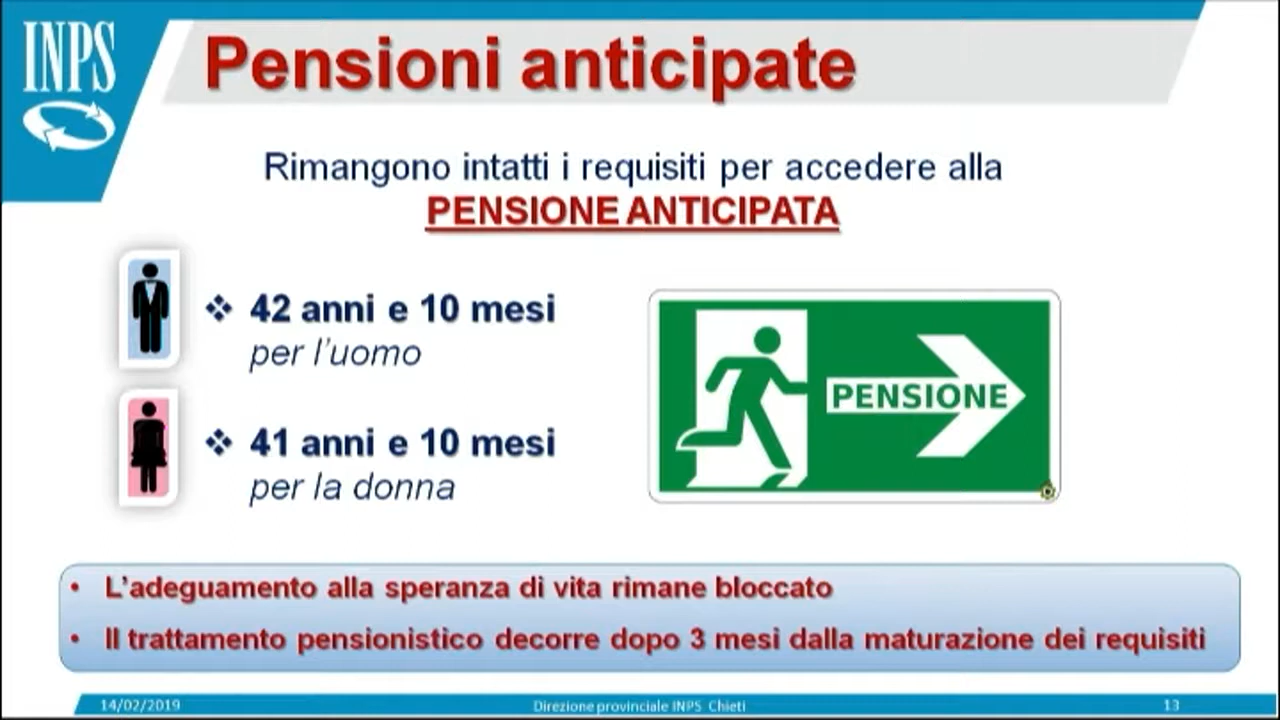 INPS
Pensioni anticipate
Rimangono intatti i requisiti per accedere alla
PENSIONE ANTICIPATA
❖ 42 anni e 10 mesi
per l'uomo
❖ 41 anni e 10 mesi
per la donna
PENSIONE
• L'adeguamento alla speranza di vita rimane bloccato
• Il trattamento pensionistico decorre dopo 3 mesi dalla maturazione dei requisiti
14/02/2019 Direzione provinciale INPS Chieti 13